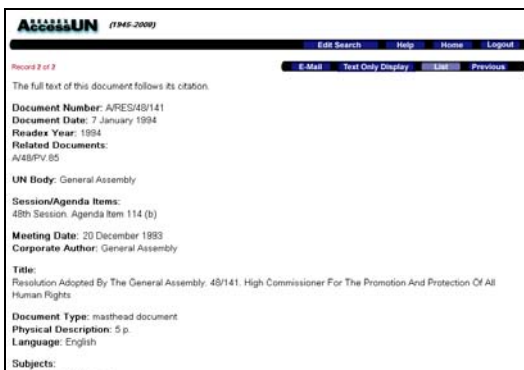 AccessUN (1945-2008)
Edit Search Help Home Logout
Record 2 of 2
E-Mail Text Only Display List Previous
The full text of this document follows its citation.
Document Number: A/RES/48/141
Document Date: 7 January 1994
Readex Year: 1994
Related Documents:
A/48/PV.85
UN Body: General Assembly
Session/Agenda Items:
48th Session. Agenda Item 114 (b)
Meeting Date: 20 December 1993
Corporate Author: General Assembly
Title:
Resolution Adopted By The General Assembly. 48/141. High Commissioner For The Promotion And Protection Of All
Human Rights
Document Type: masthead document
Physical Description: 5 p.
Language: English
Subjects: